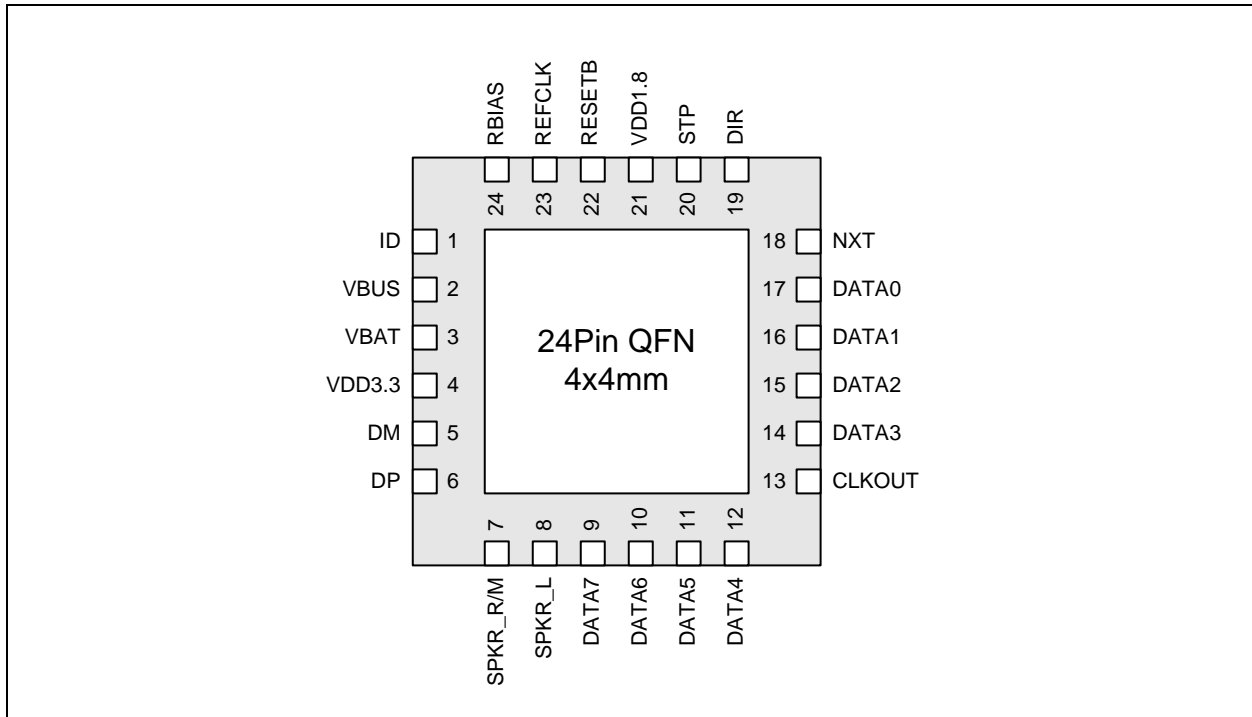 RBIAS
REFCLK
RESETB
VDD1.8
STP
DIR
24
23
22
21
20
19
ID 1
VBUS 2
VBAT 3
VDD3.3 4
DM 5
DP 6
24Pin QFN
4x4mm
18 NXT
17 DATA0
16 DATA1
15 DATA2
14 DATA3
13 CLKOUT
7
8
9
10
11
12
SPKR_R/M
SPKR_L
DATA7
DATA6
DATA5
DATA4